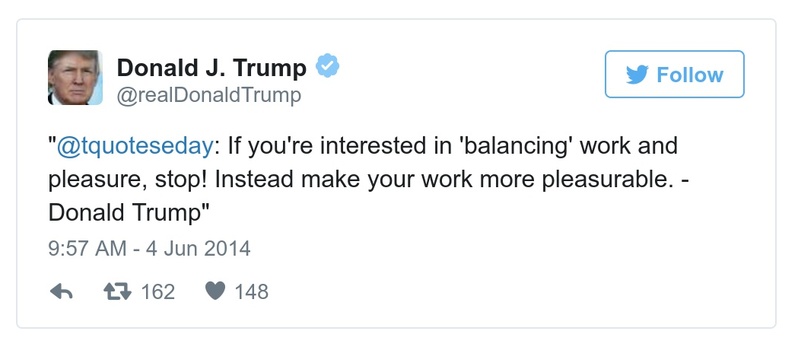 Donald J. Trump
@realDonaldTrump
Follow
"@tquoteseday: If you're interested in 'balancing' work and
pleasure, stop! Instead make your work more pleasurable. -
Donald Trump"
9:57 AM - 4 Jun 2014
162 148